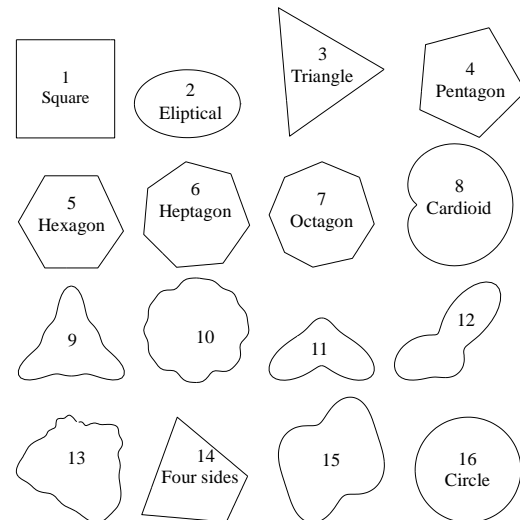 1
Square
2
Eliptical
3
Triangle
4
Pentagon
5
Hexagon
6
Heptagon
7
Octagon
8
Cardioid
9
10
11
12
13
14
Four sides
15
16
Circle